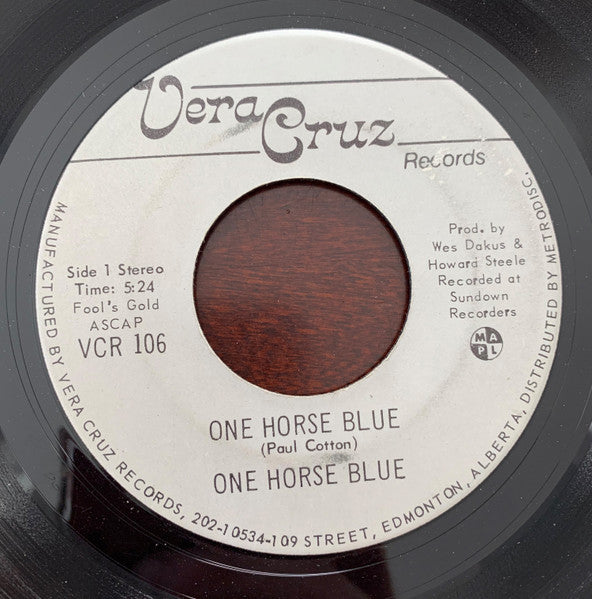 Vera Cruz
Records
Side 1 Stereo
Time: 5:24
Fool's Gold
ASCAP
VCR 106
Prod. by
Wes Dakus &
Howard Steele
Recorded at
Sundown
Recorders
M A
P L
ONE HORSE BLUE
(Paul Cotton)
ONE HORSE BLUE
MANUFACTURED BY VERA CRUZ RECORDS, 202-10534-109 STREET, EDMONTON, ALBERTA, DISTRIBUTED BY METRODISC.